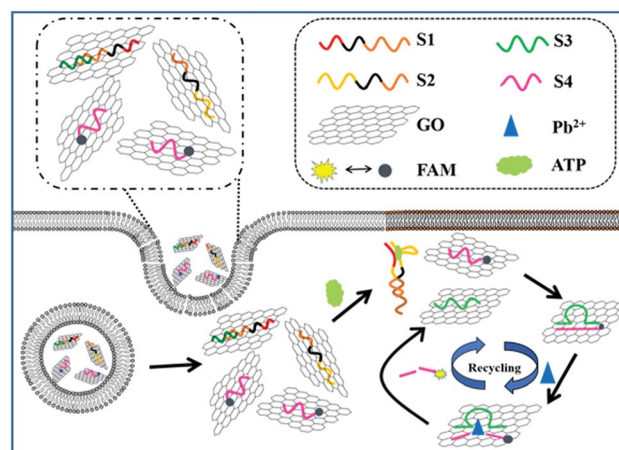 S1
S3
S2
S4
GO
Pb²⁺
FAM
ATP
Recycling